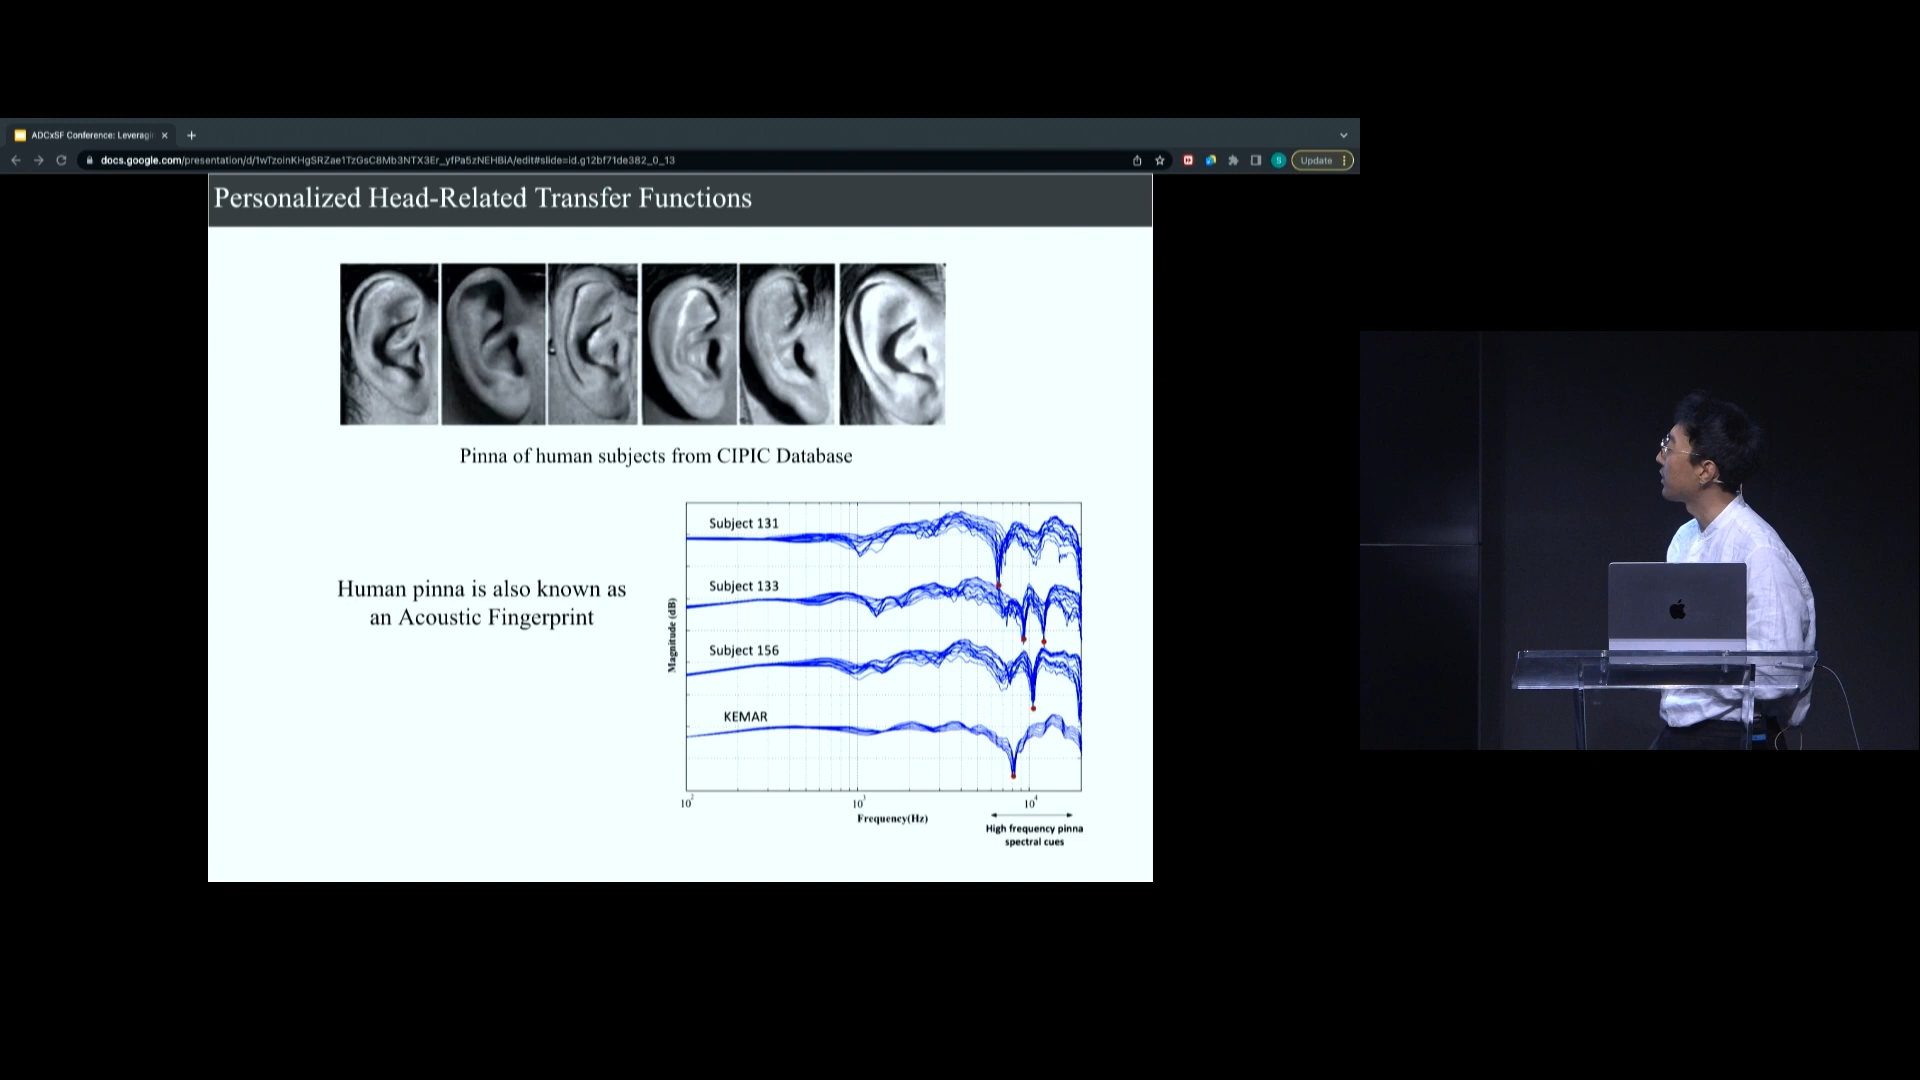 ADCxSF Conference: Leveragi
docs.google.com/presentation/d/1wTzoinKHgSRZae1TzGsC8Mb3NTX3Er_yfPa5zNEHBiA/edit#slide=id.g12bf71de382_0_13
S
Update
Personalized Head-Related Transfer Functions
Pinna of human subjects from CIPIC Database
Human pinna is also known as
an Acoustic Fingerprint
Magnitude (dB)
Subject 131
Subject 133
Subject 156
KEMAR
10² 10³ 10⁴
Frequency(Hz)
High frequency pinna
spectral cues